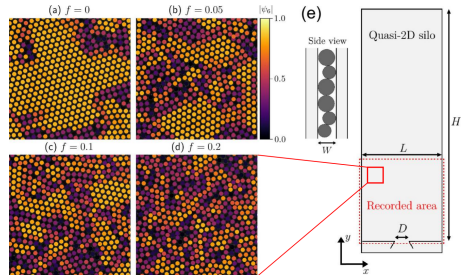 (a) f = 0
(b) f = 0.05
|ψ₆|
1.0
0.5
0.0
(c) f = 0.1
(d) f = 0.2
(e)
Side view
W
Quasi-2D silo
H
L
Recorded area
D
y
x